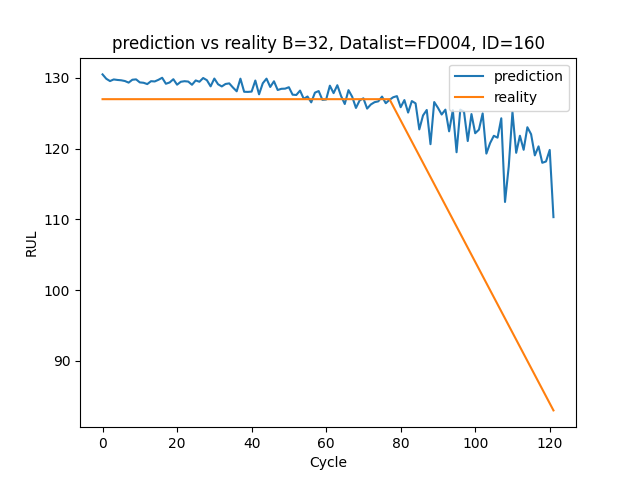 prediction vs reality B=32, Datalist=FD004, ID=160
prediction
reality
130
120
110
100
90
RUL
0 20 40 60 80 100 120
Cycle